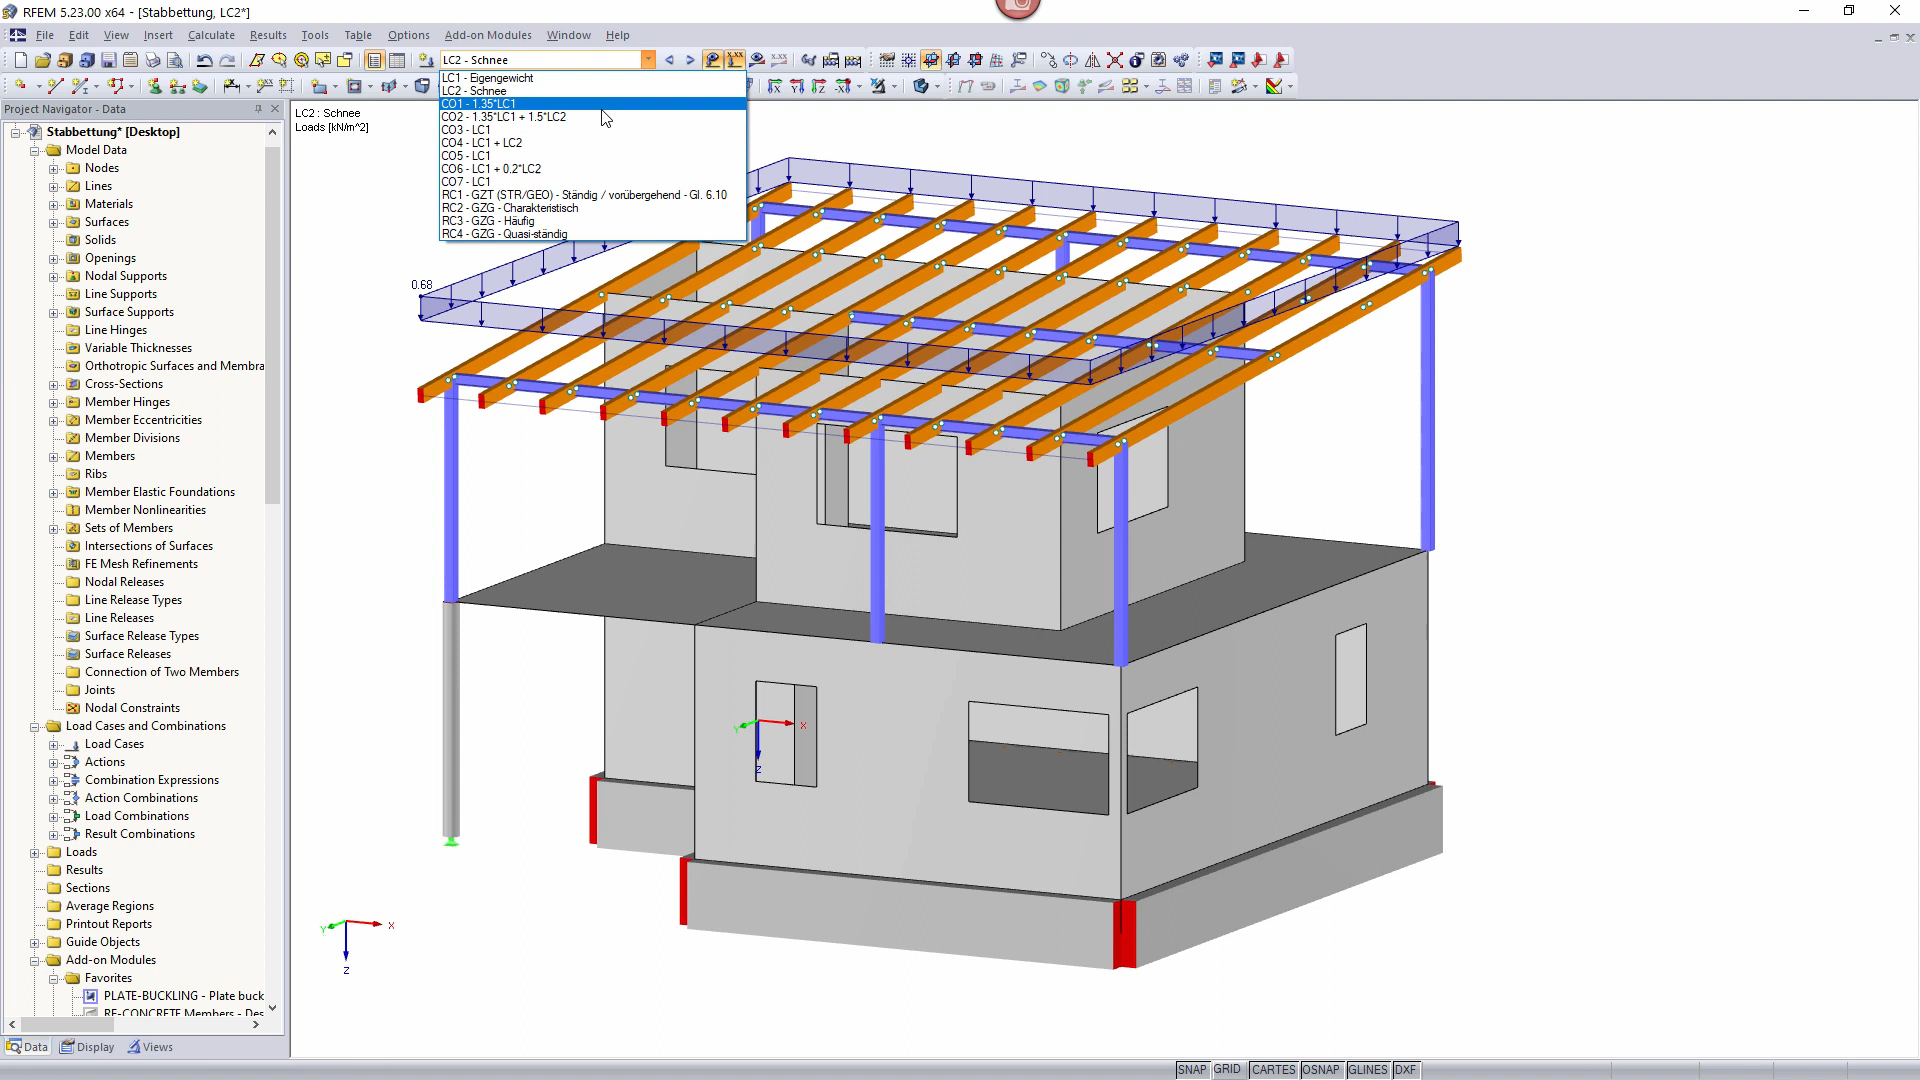 RFEM 5.23.00 x64 - [Stabbettung, LC2*]
File Edit View Insert Calculate Results Tools Table Options Add-on Modules Window Help
LC2 - Schnee
LC1 - Eigengewicht
LC2 - Schnee
CO1 - 1.35*LC1
CO2 - 1.35*LC1 + 1.5*LC2
CO3 - LC1
CO4 - LC1 + LC2
CO5 - LC1
CO6 - LC1 + 0.2*LC2
CO7 - LC1
RC1 - GZT (STR/GEO) - Ständig / vorübergehend - Gl. 6.10
RC2 - GZG - Charakteristisch
RC3 - GZG - Häufig
RC4 - GZG - Quasi-ständig
Project Navigator - Data
Stabbettung* [Desktop]
Model Data
Nodes
Lines
Materials
Surfaces
Solids
Openings
Nodal Supports
Line Supports
Surface Supports
Line Hinges
Variable Thicknesses
Orthotropic Surfaces and Membra
Cross-Sections
Member Hinges
Member Eccentricities
Member Divisions
Members
Ribs
Member Elastic Foundations
Member Nonlinearities
Sets of Members
Intersections of Surfaces
FE Mesh Refinements
Nodal Releases
Line Release Types
Line Releases
Surface Release Types
Surface Releases
Connection of Two Members
Joints
Nodal Constraints
Load Cases and Combinations
Load Cases
Actions
Combination Expressions
Action Combinations
Load Combinations
Result Combinations
Loads
Results
Sections
Average Regions
Printout Reports
Guide Objects
Add-on Modules
Favorites
PLATE-BUCKLING - Plate buck
RF-CONCRETE Members - Des
Data Display Views
LC2 : Schnee
Loads [kN/m^2]
0.68
X
Y
Z
X
Y
Z
SNAP GRID CARTES OSNAP GLINES DXF